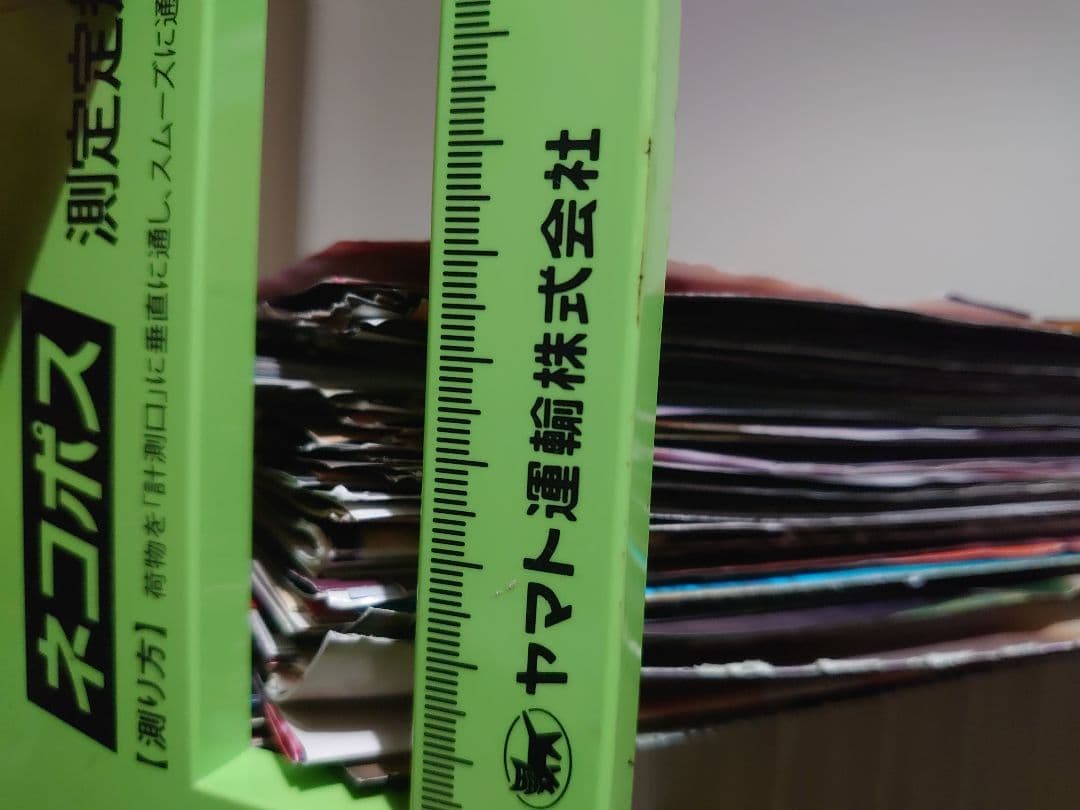 ネコポス
測定定
【測り方】 荷物を「計測口」に垂直に通し、スムーズに通
ヤマト運輸株式会社